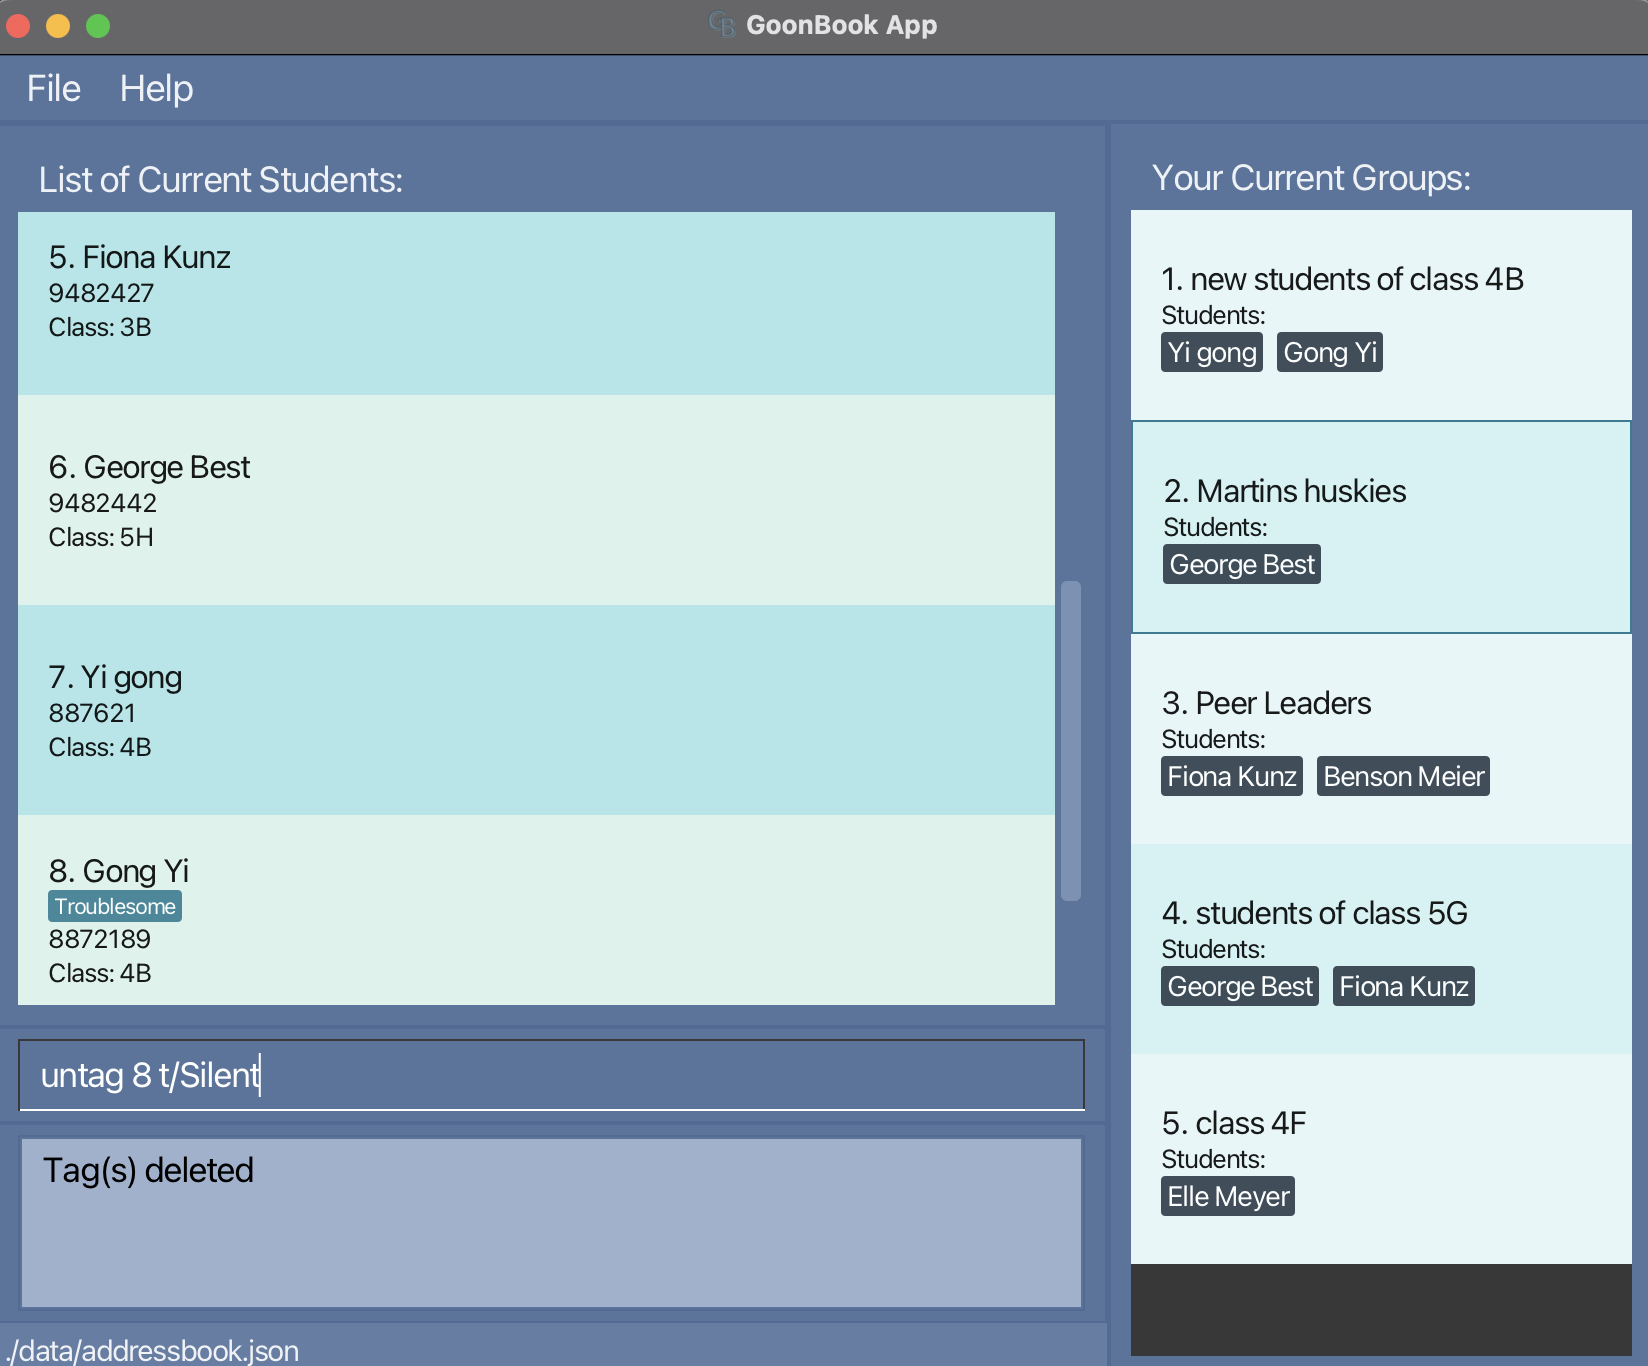 GoonBook App
File Help
List of Current Students:
5. Fiona Kunz
9482427
Class: 3B
6. George Best
9482442
Class: 5H
7. Yi gong
887621
Class: 4B
8. Gong Yi
Troublesome
8872189
Class: 4B
untag 8 t/Silent
Tag(s) deleted
./data/addressbook.json
Your Current Groups:
1. new students of class 4B
Students:
Yi gong Gong Yi
2. Martins huskies
Students:
George Best
3. Peer Leaders
Students:
Fiona Kunz Benson Meier
4. students of class 5G
Students:
George Best Fiona Kunz
5. class 4F
Students:
Elle Meyer